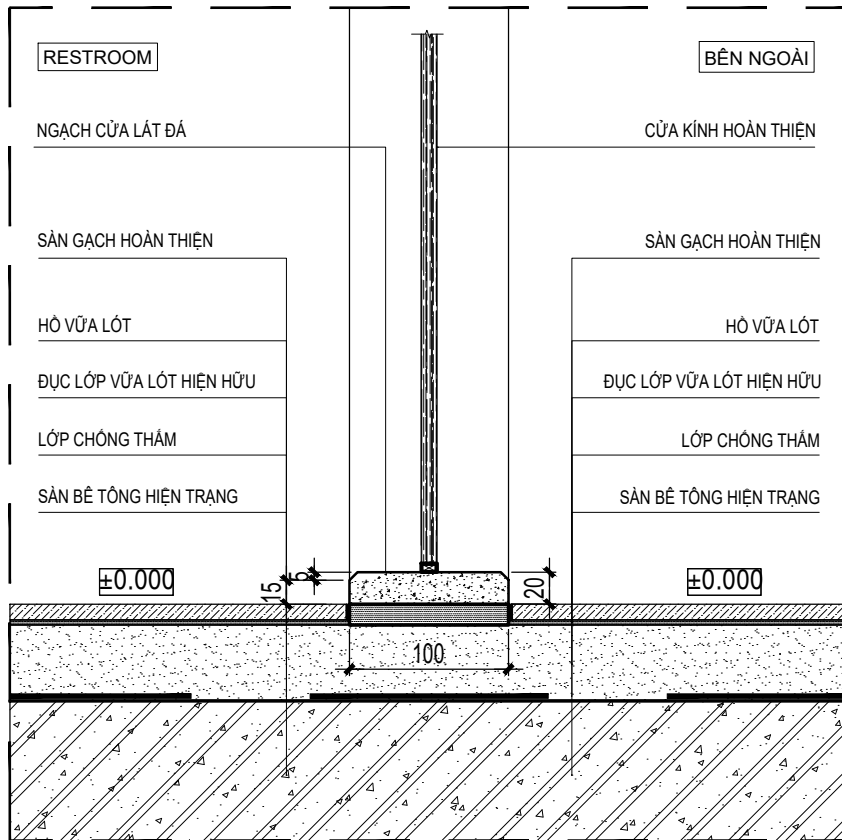 RESTROOM
BÊN NGOÀI
NGẠCH CỬA LÁT ĐÁ
CỬA KÍNH HOÀN THIỆN
SÀN GẠCH HOÀN THIỆN
SÀN GẠCH HOÀN THIỆN
HỒ VỮA LÓT
HỒ VỮA LÓT
ĐỤC LỚP VỮA LÓT HIỆN HỮU
ĐỤC LỚP VỮA LÓT HIỆN HỮU
LỚP CHỐNG THẤM
LỚP CHỐNG THẤM
SÀN BÊ TÔNG HIỆN TRẠNG
SÀN BÊ TÔNG HIỆN TRẠNG
±0.000
5
15
20
±0.000
100